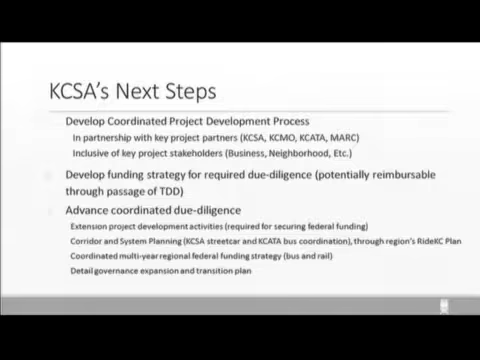 KCSA's Next Steps
Develop Coordinated Project Development Process
In partnership with key project partners (KCSA, KCMO, KCATA, MARC)
Inclusive of key project stakeholders (Business, Neighborhood, Etc.)
Develop funding strategy for required due-diligence (potentially reimbursable
through passage of TDD)
Advance coordinated due-diligence
Extension project development activities (required for securing federal funding)
Corridor and System Planning (KCSA streetcar and KCATA bus coordination), through region's RideKC Plan
Coordinated multi-year regional federal funding strategy (bus and rail)
Detail governance expansion and transition plan